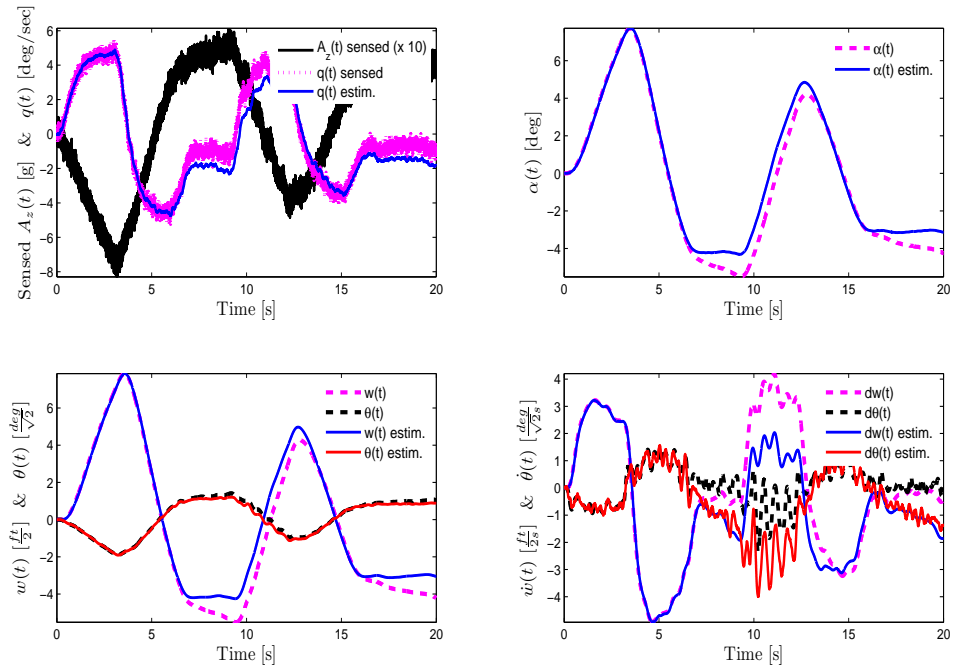 Sensed A_z(t) [g] & q(t) [deg/sec]
6
4
2
0
−2
−4
−6
−8
A_z(t) sensed (x 10)
q(t) sensed
q(t) estim.
0 5 10 15 20
Time [s]
α(t) [deg]
6
4
2
0
−2
−4
α(t)
α(t) estim.
0 5 10 15 20
Time [s]
w(t) [ft/2] & θ(t) [deg/√2]
6
4
2
0
−2
−4
w(t)
θ(t)
w(t) estim.
θ(t) estim.
0 5 10 15 20
Time [s]
ẇ(t) [ft/2s] & θ̇(t) [deg/√2s]
4
3
2
1
0
−1
−2
−3
−4
dw(t)
dθ(t)
dw(t) estim.
dθ(t) estim.
0 5 10 15 20
Time [s]